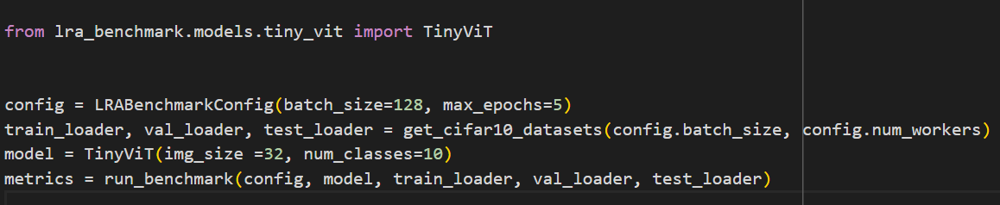 from lra_benchmark.models.tiny_vit import TinyViT
config = LRABenchmarkConfig(batch_size=128, max_epochs=5)
train_loader, val_loader, test_loader = get_cifar10_datasets(config.batch_size, config.num_workers)
model = TinyViT(img_size =32, num_classes=10)
metrics = run_benchmark(config, model, train_loader, val_loader, test_loader)